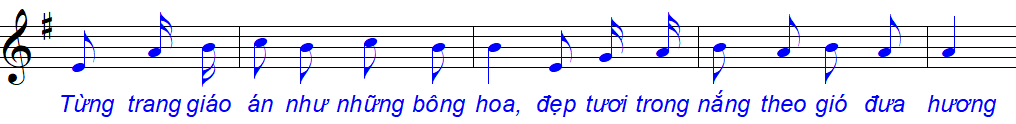 Từng trang giáo án như những bông hoa, đẹp tươi trong nắng theo gió đưa hương